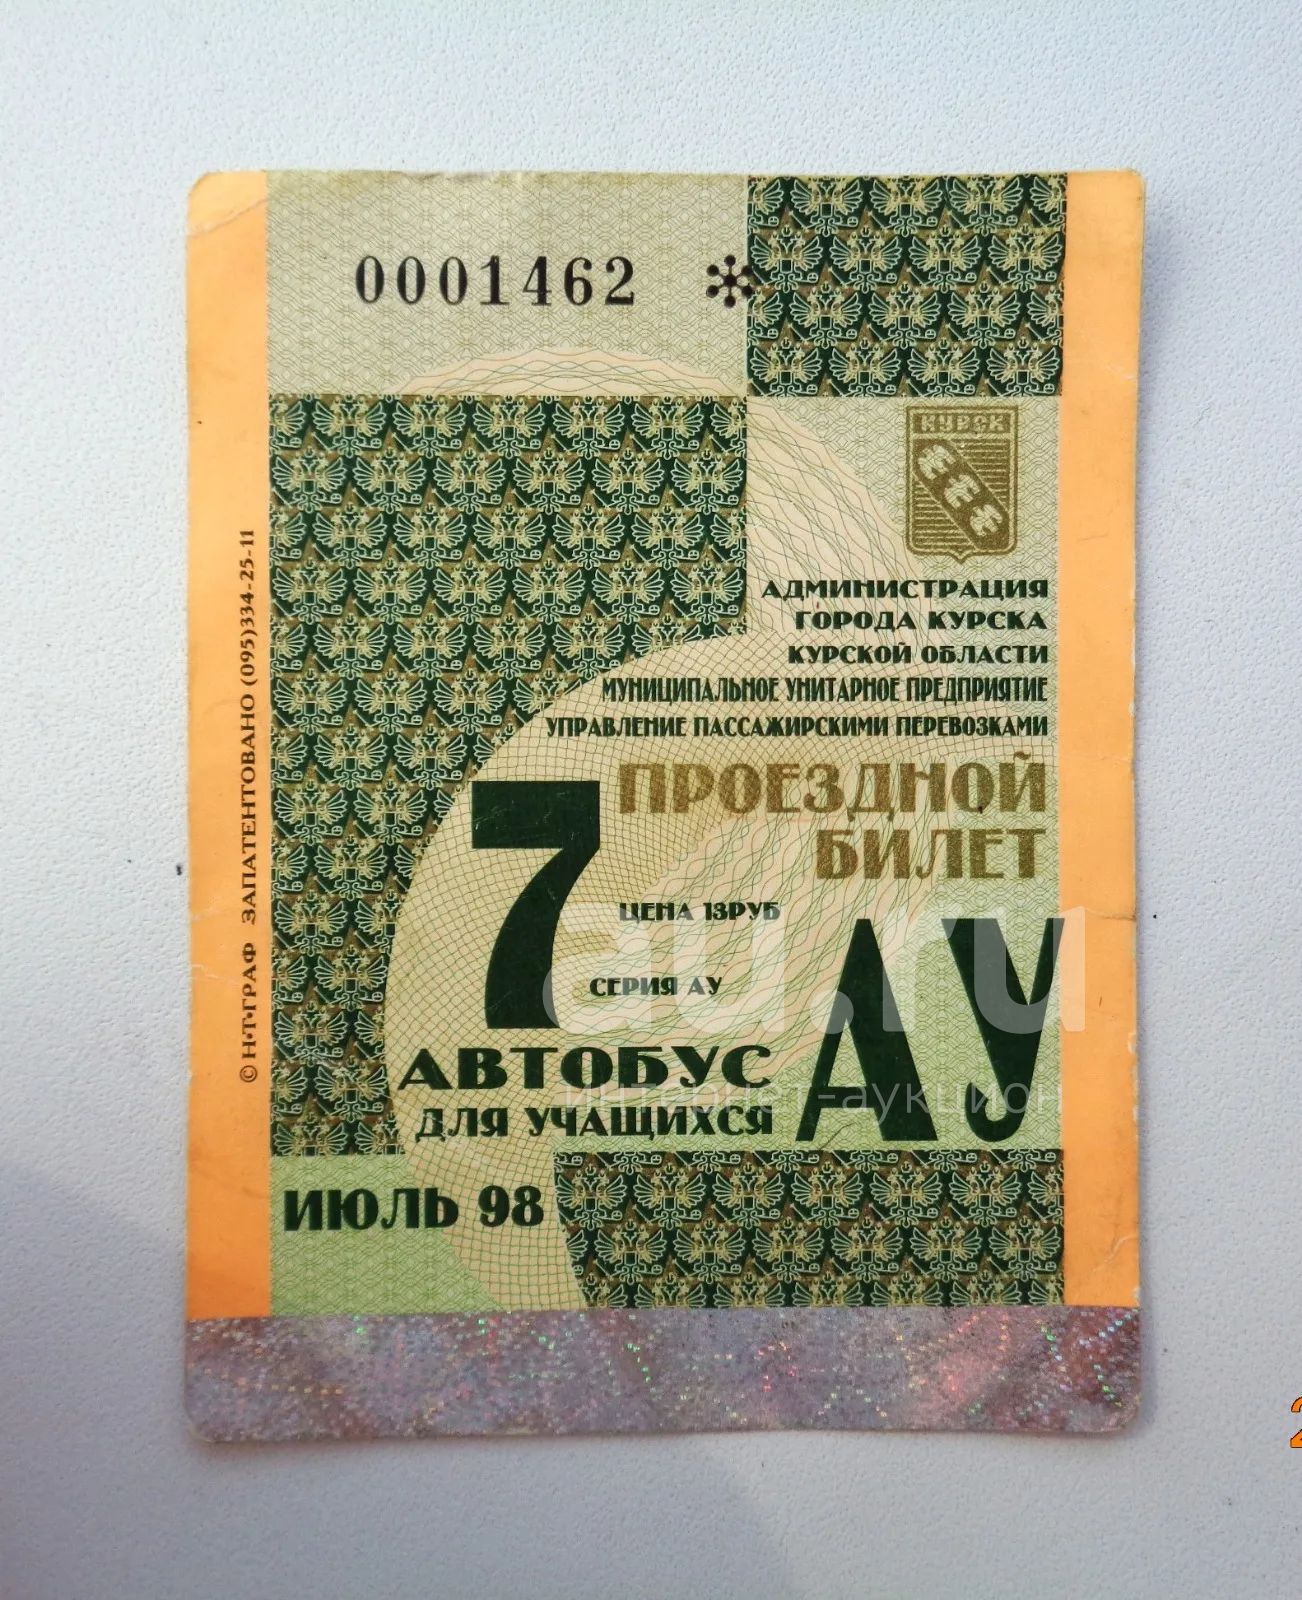 0001462 *
КУРСК
АДМИНИСТРАЦИЯ
ГОРОДА КУРСКА
КУРСКОЙ ОБЛАСТИ
МУНИЦИПАЛЬНОЕ УНИТАРНОЕ ПРЕДПРИЯТИЕ
УПРАВЛЕНИЕ ПАССАЖИРСКИМИ ПЕРЕВОЗКАМИ
ПРОЕЗДНОЙ
БИЛЕТ
7
ЦЕНА 13РУБ
СЕРИЯ АУ
АУ
АВТОБУС
ДЛЯ УЧАЩИХСЯ
ИЮЛЬ 98
© Н·Т·ГРАФ ЗАПАТЕНТОВАНО (095)334-25-11
au.ru
интернет-аукцион